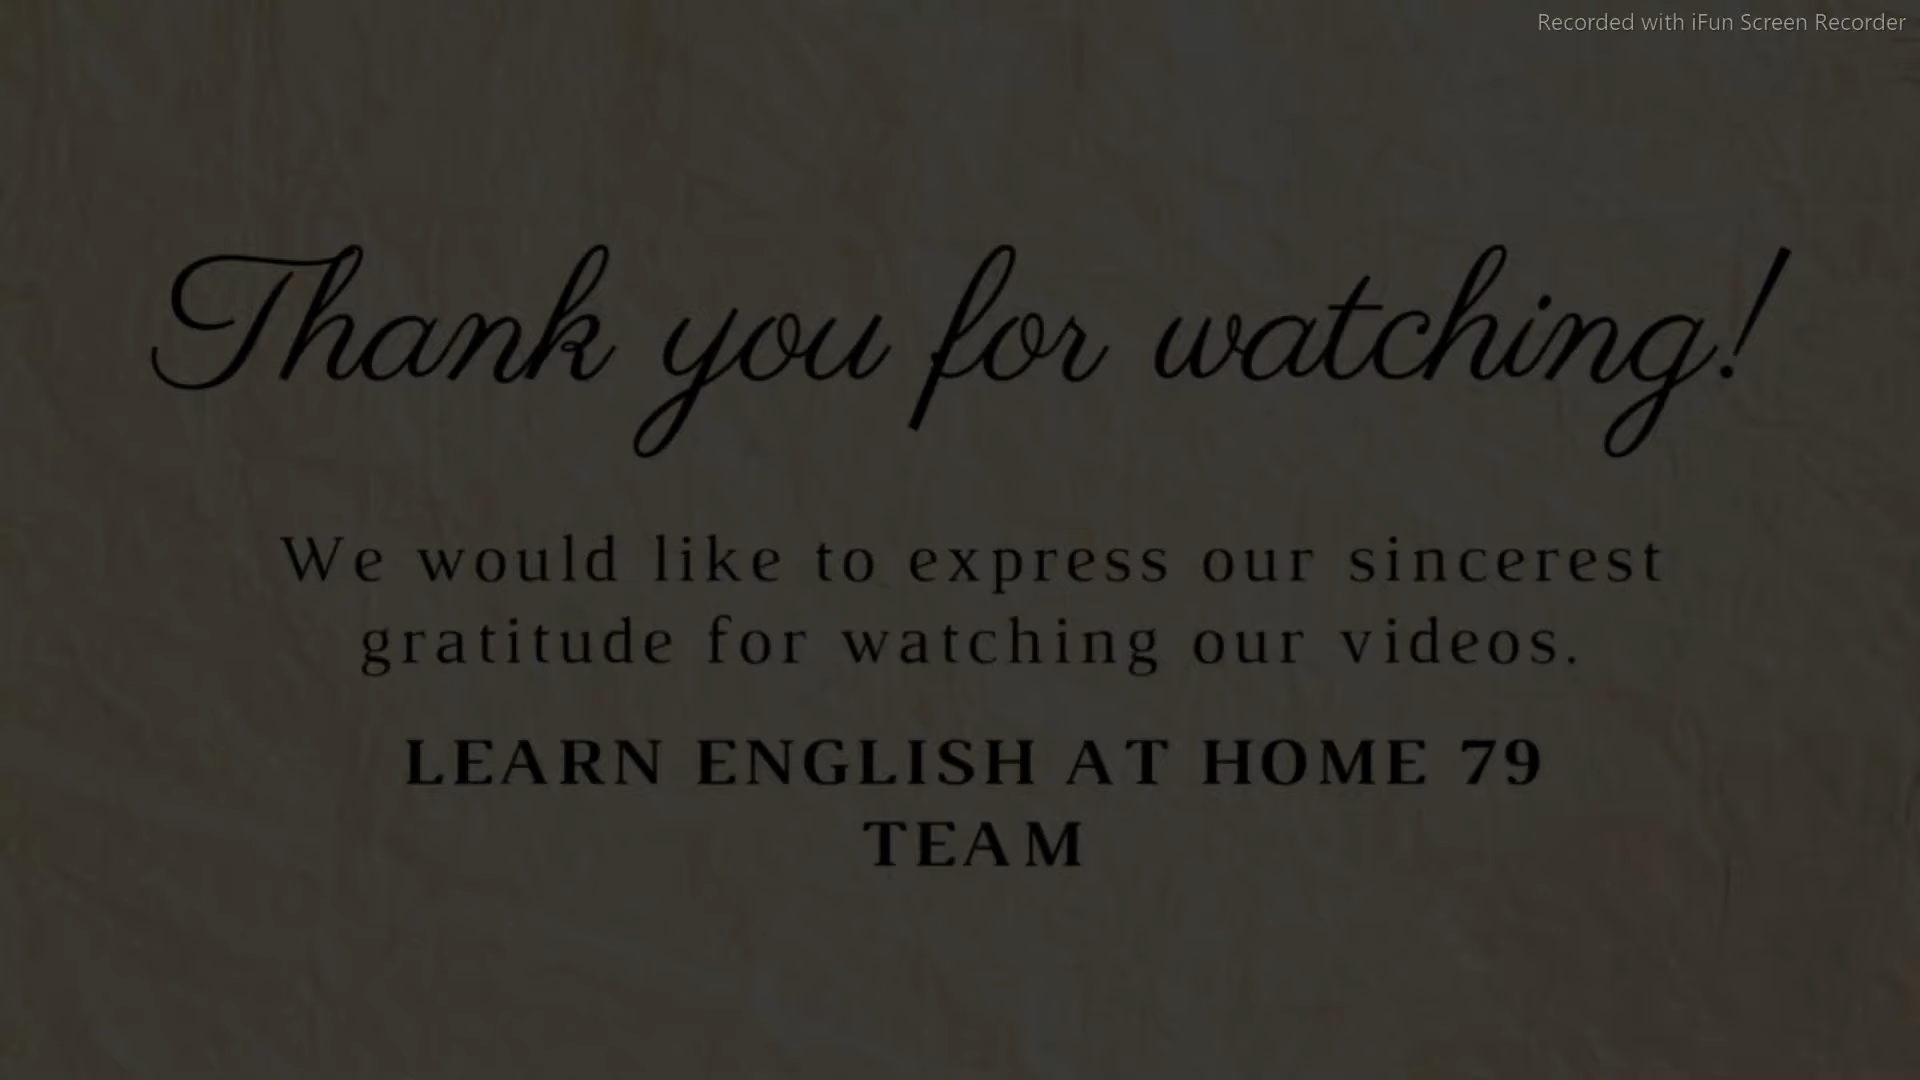 Recorded with iFun Screen Recorder
Thank you for watching!
We would like to express our sincerest
gratitude for watching our videos.
LEARN ENGLISH AT HOME 79
TEAM